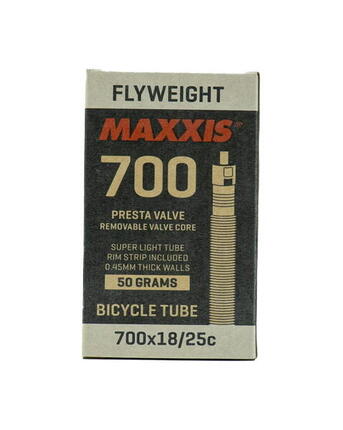 FLYWEIGHT
MAXXIS®
700
PRESTA VALVE
REMOVABLE VALVE CORE
SUPER LIGHT TUBE
RIM STRIP INCLUDED
0.45MM THICK WALLS
50 GRAMS
BICYCLE TUBE
700x18/25c